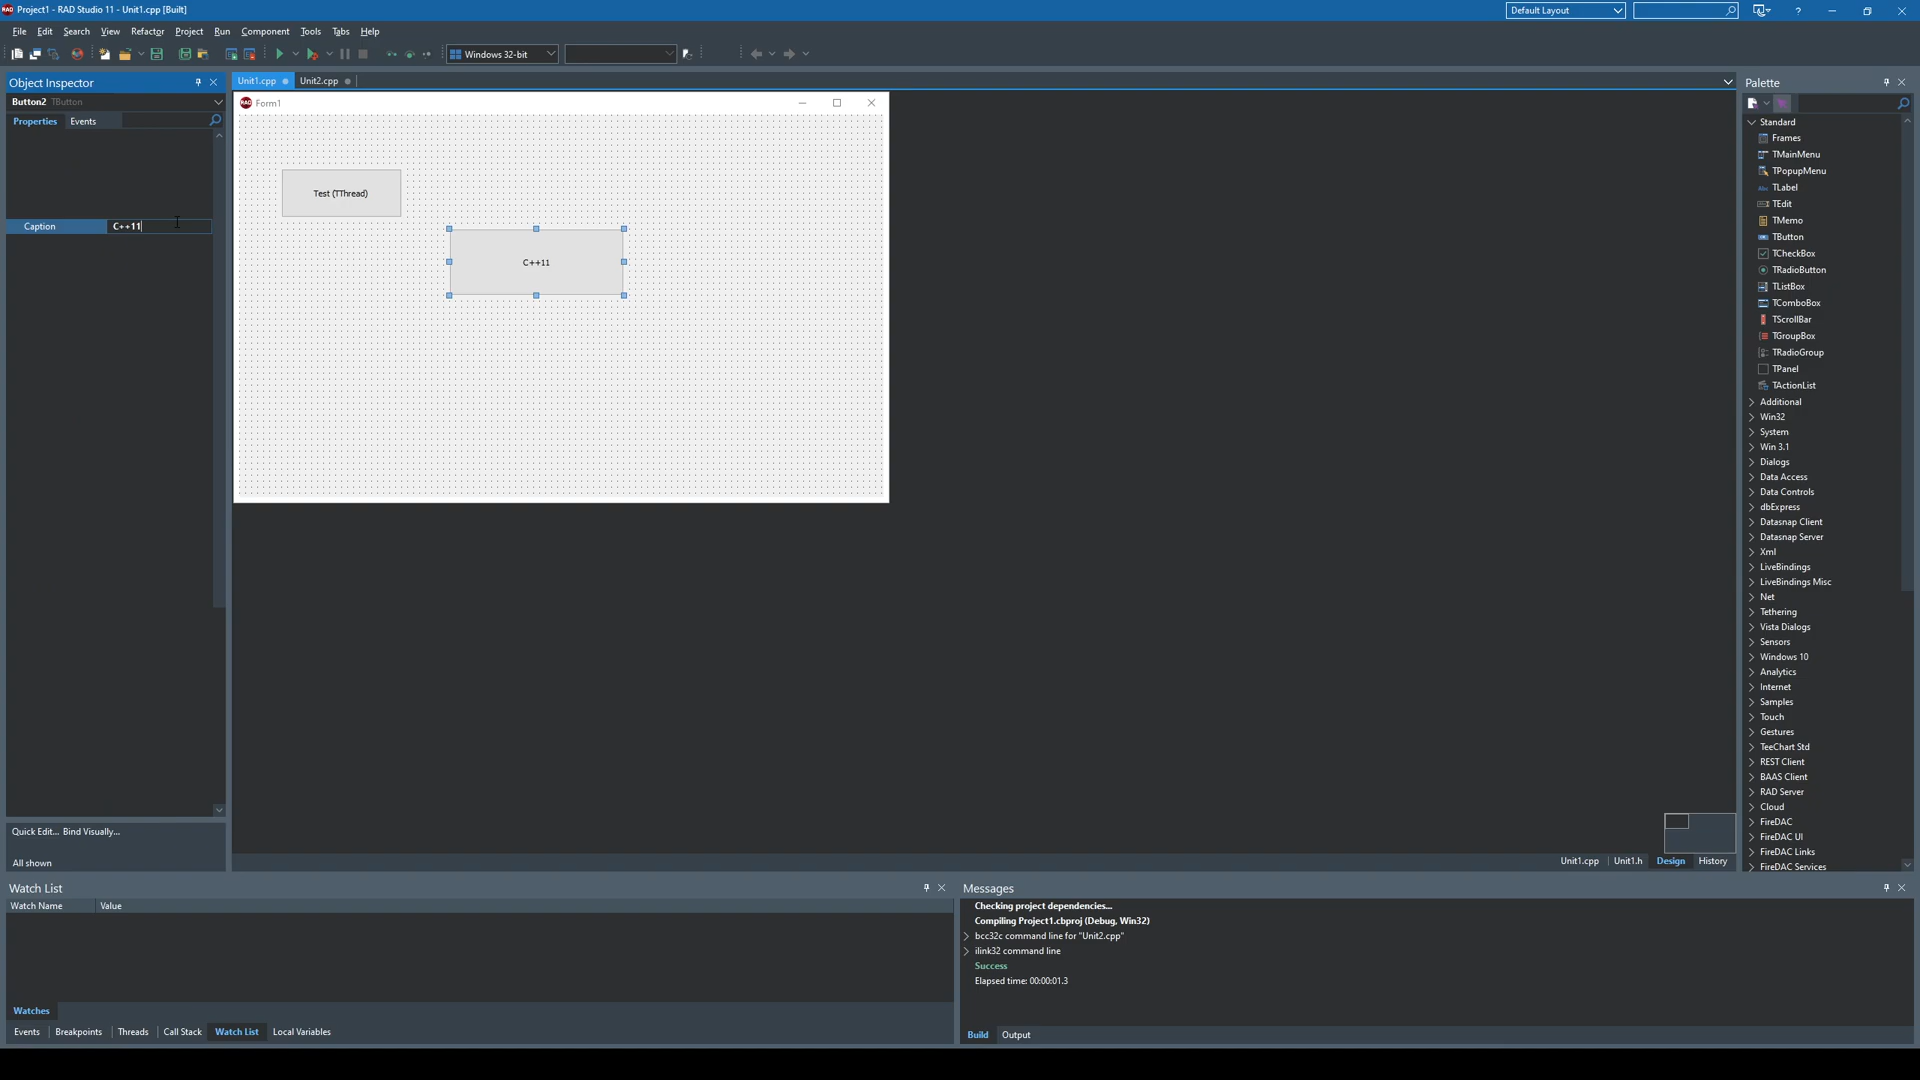 Project1 - RAD Studio 11 - Unit1.cpp [Built]
Default Layout
File Edit Search View Refactor Project Run Component Tools Tabs Help
Windows 32-bit
Object Inspector
Button2 TButton
Properties Events
Caption C++11
Quick Edit... Bind Visually...
All shown
Unit1.cpp Unit2.cpp
Form1
Test (TThread)
C++11
Unit1.cpp Unit1.h Design History
Palette
Standard
Frames
TMainMenu
TPopupMenu
TLabel
TEdit
TMemo
TButton
TCheckBox
TRadioButton
TListBox
TComboBox
TScrollBar
TGroupBox
TRadioGroup
TPanel
TActionList
Additional
Win32
System
Win 3.1
Dialogs
Data Access
Data Controls
dbExpress
Datasnap Client
Datasnap Server
Xml
LiveBindings
LiveBindings Misc
Net
Tethering
Vista Dialogs
Sensors
Windows 10
Analytics
Internet
Samples
Touch
Gestures
TeeChart Std
REST Client
BAAS Client
RAD Server
Cloud
FireDAC
FireDAC UI
FireDAC Links
FireDAC Services
Watch List
Watch Name Value
Watches
Events Breakpoints Threads Call Stack Watch List Local Variables
Messages
Checking project dependencies...
Compiling Project1.cbproj (Debug, Win32)
bcc32c command line for "Unit2.cpp"
ilink32 command line
Success
Elapsed time: 00:00:01.3
Build Output